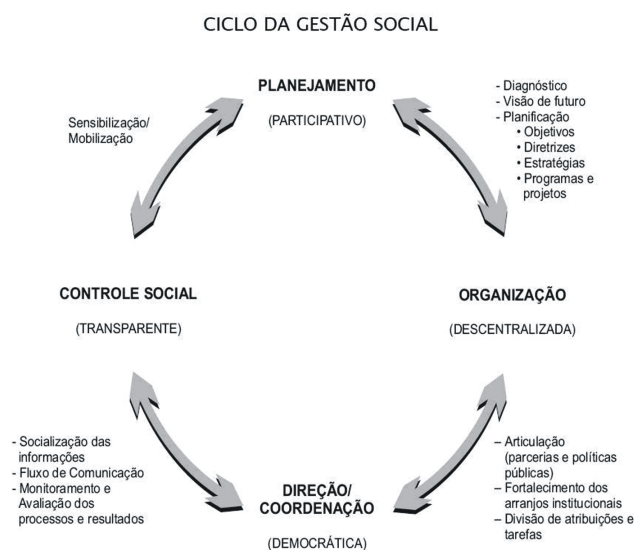 CICLO DA GESTÃO SOCIAL
PLANEJAMENTO
(PARTICIPATIVO)
Sensibilização/
Mobilização
- Diagnóstico
- Visão de futuro
- Planificação
• Objetivos
• Diretrizes
• Estratégias
• Programas e
projetos
CONTROLE SOCIAL
(TRANSPARENTE)
ORGANIZAÇÃO
(DESCENTRALIZADA)
- Socialização das
informações
- Fluxo de Comunicação
- Monitoramento e
Avaliação dos
processos e resultados
DIREÇÃO/
COORDENAÇÃO
(DEMOCRÁTICA)
– Articulação
(parcerias e políticas
públicas)
– Fortalecimento dos
arranjos institucionais
– Divisão de atribuições e
tarefas